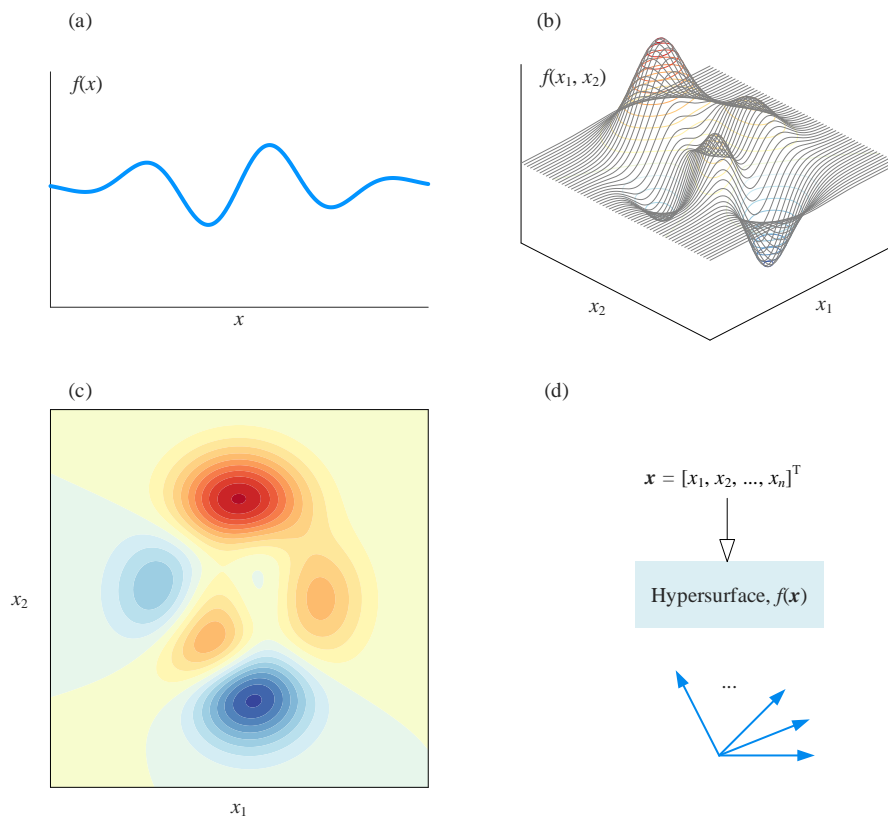 (a)
f(x)
x
(b)
f(x₁, x₂)
x₂
x₁
(c)
x₂
x₁
(d)
x = [x₁, x₂, ..., xₙ]ᵀ
Hypersurface, f(x)
...